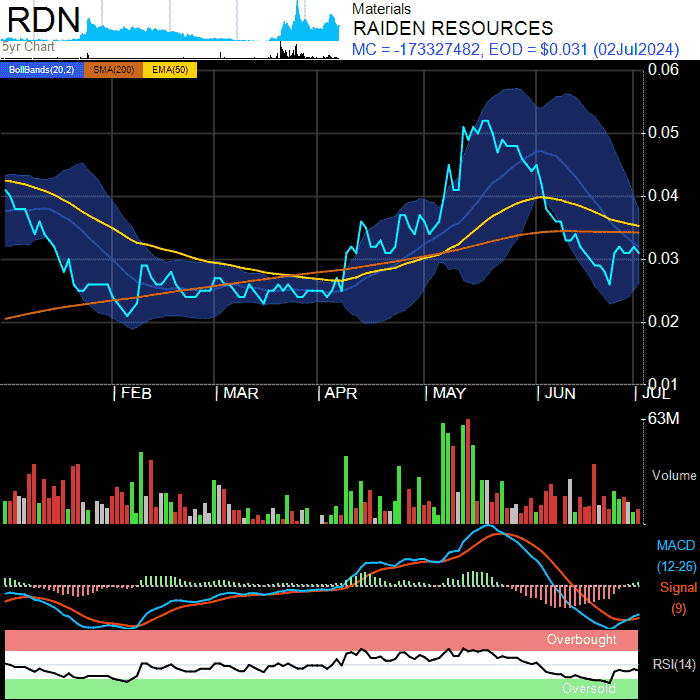 RDN
5yr Chart
Materials
RAIDEN RESOURCES
MC = -173327482, EOD = $0.031 (02Jul2024)
BollBands(20,2) SMA(200) EMA(50)
0.06
0.05
0.04
0.03
0.02
0.01
FEB MAR APR MAY JUN JUL
63M
Volume
MACD
(12-26)
Signal
(9)
Overbought
RSI(14)
Oversold